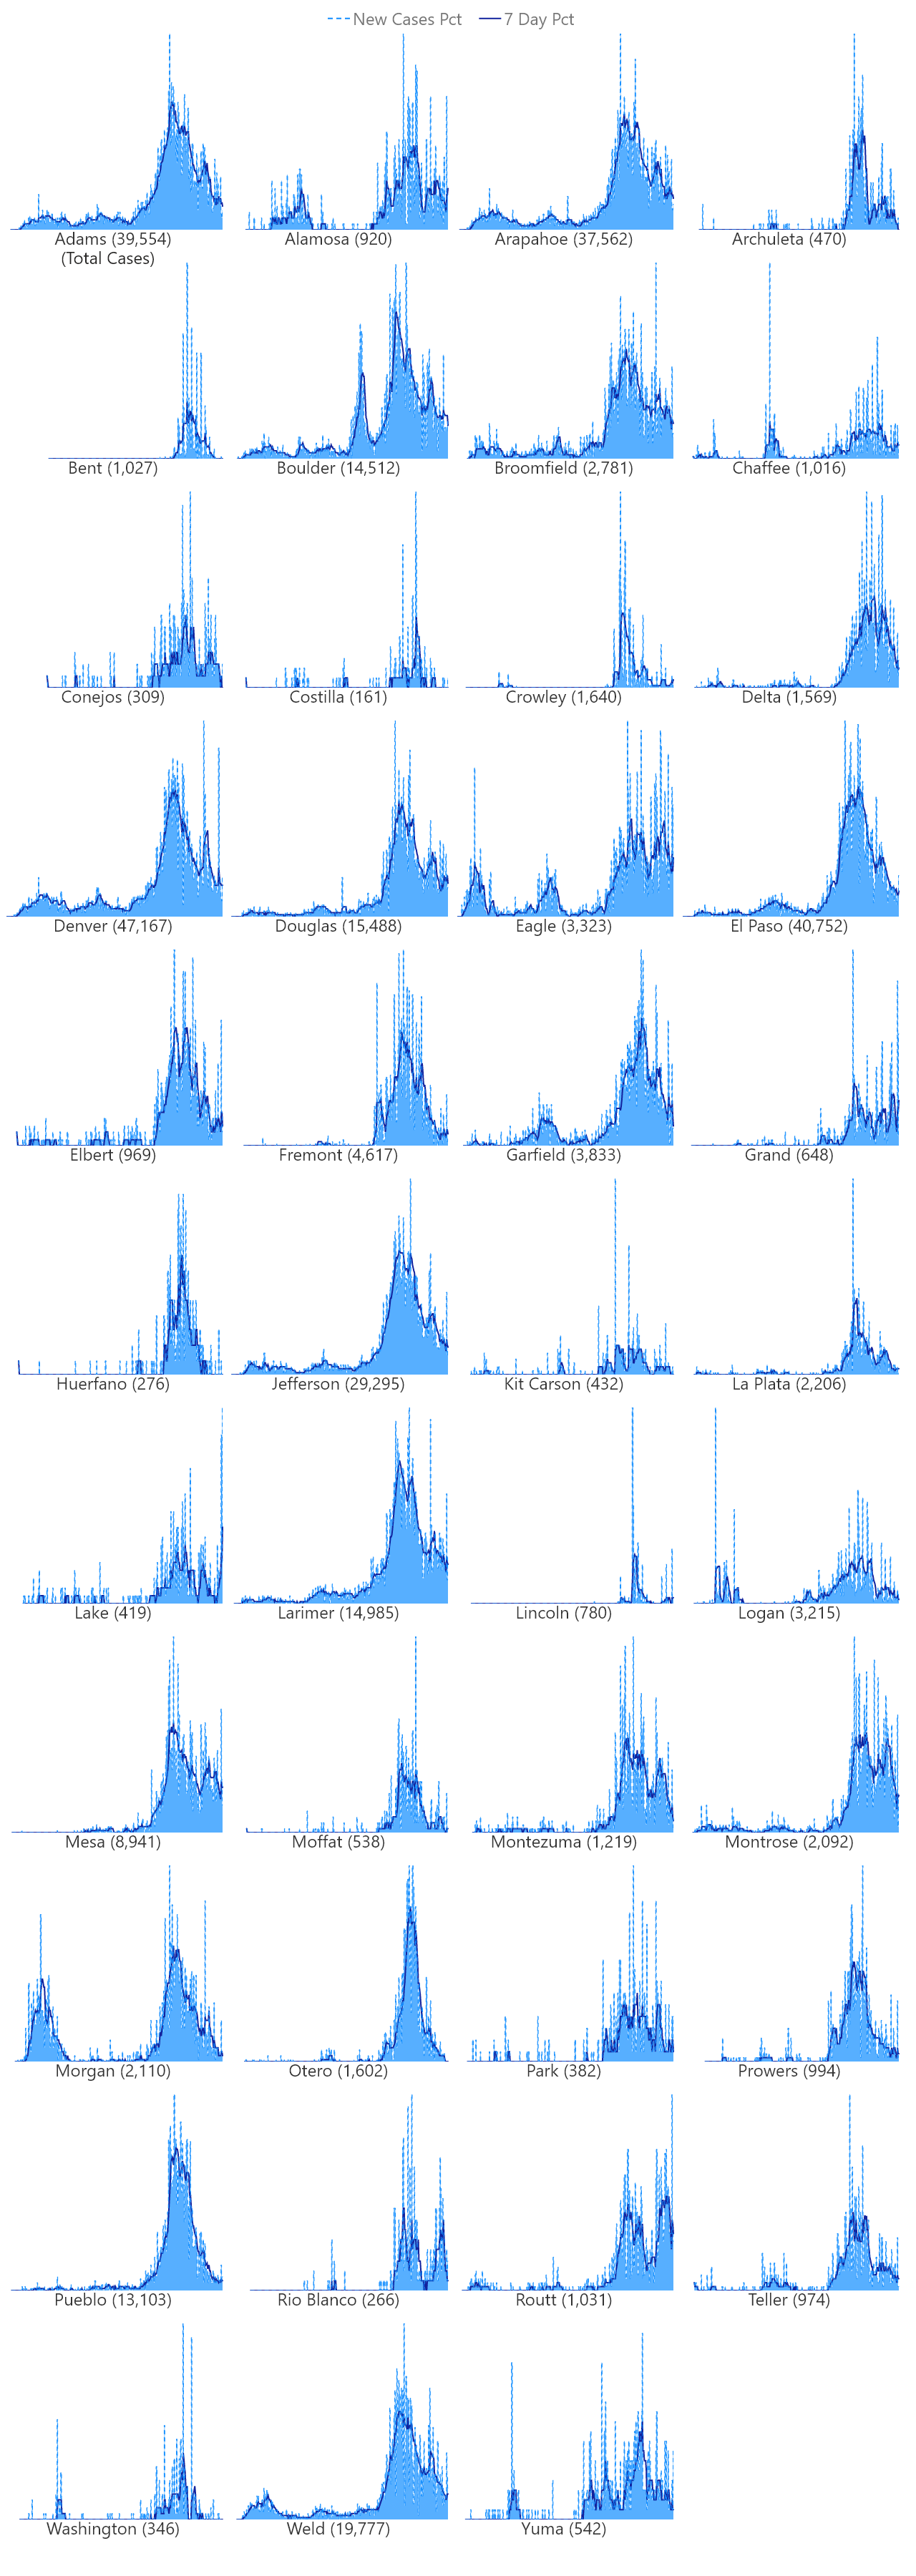 New Cases Pct 7 Day Pct
Adams (39,554) Alamosa (920) Arapahoe (37,562) Archuleta (470)
(Total Cases)
Bent (1,027) Boulder (14,512) Broomfield (2,781) Chaffee (1,016)
Conejos (309) Costilla (161) Crowley (1,640) Delta (1,569)
Denver (47,167) Douglas (15,488) Eagle (3,323) El Paso (40,752)
Elbert (969) Fremont (4,617) Garfield (3,833) Grand (648)
Huerfano (276) Jefferson (29,295) Kit Carson (432) La Plata (2,206)
Lake (419) Larimer (14,985) Lincoln (780) Logan (3,215)
Mesa (8,941) Moffat (538) Montezuma (1,219) Montrose (2,092)
Morgan (2,110) Otero (1,602) Park (382) Prowers (994)
Pueblo (13,103) Rio Blanco (266) Routt (1,031) Teller (974)
Washington (346) Weld (19,777) Yuma (542)